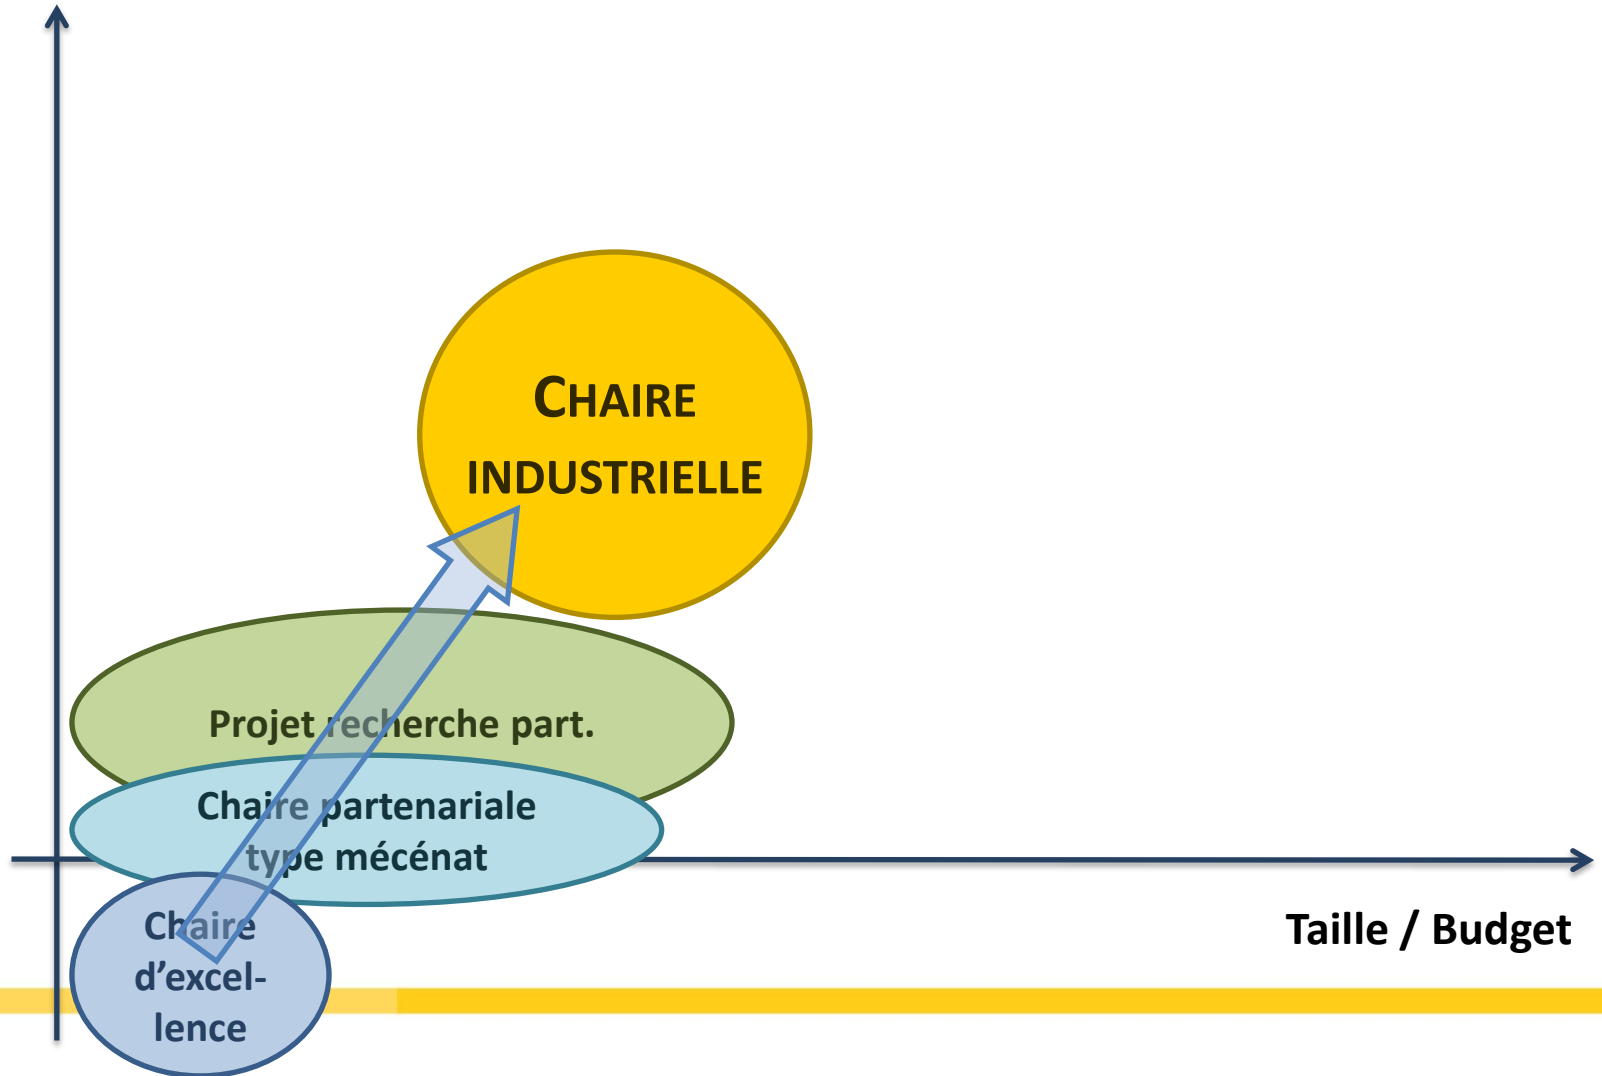 CHAIRE
INDUSTRIELLE
Projet recherche part.
Chaire partenariale
type mécénat
Chaire
d’excel-
lence
Taille / Budget